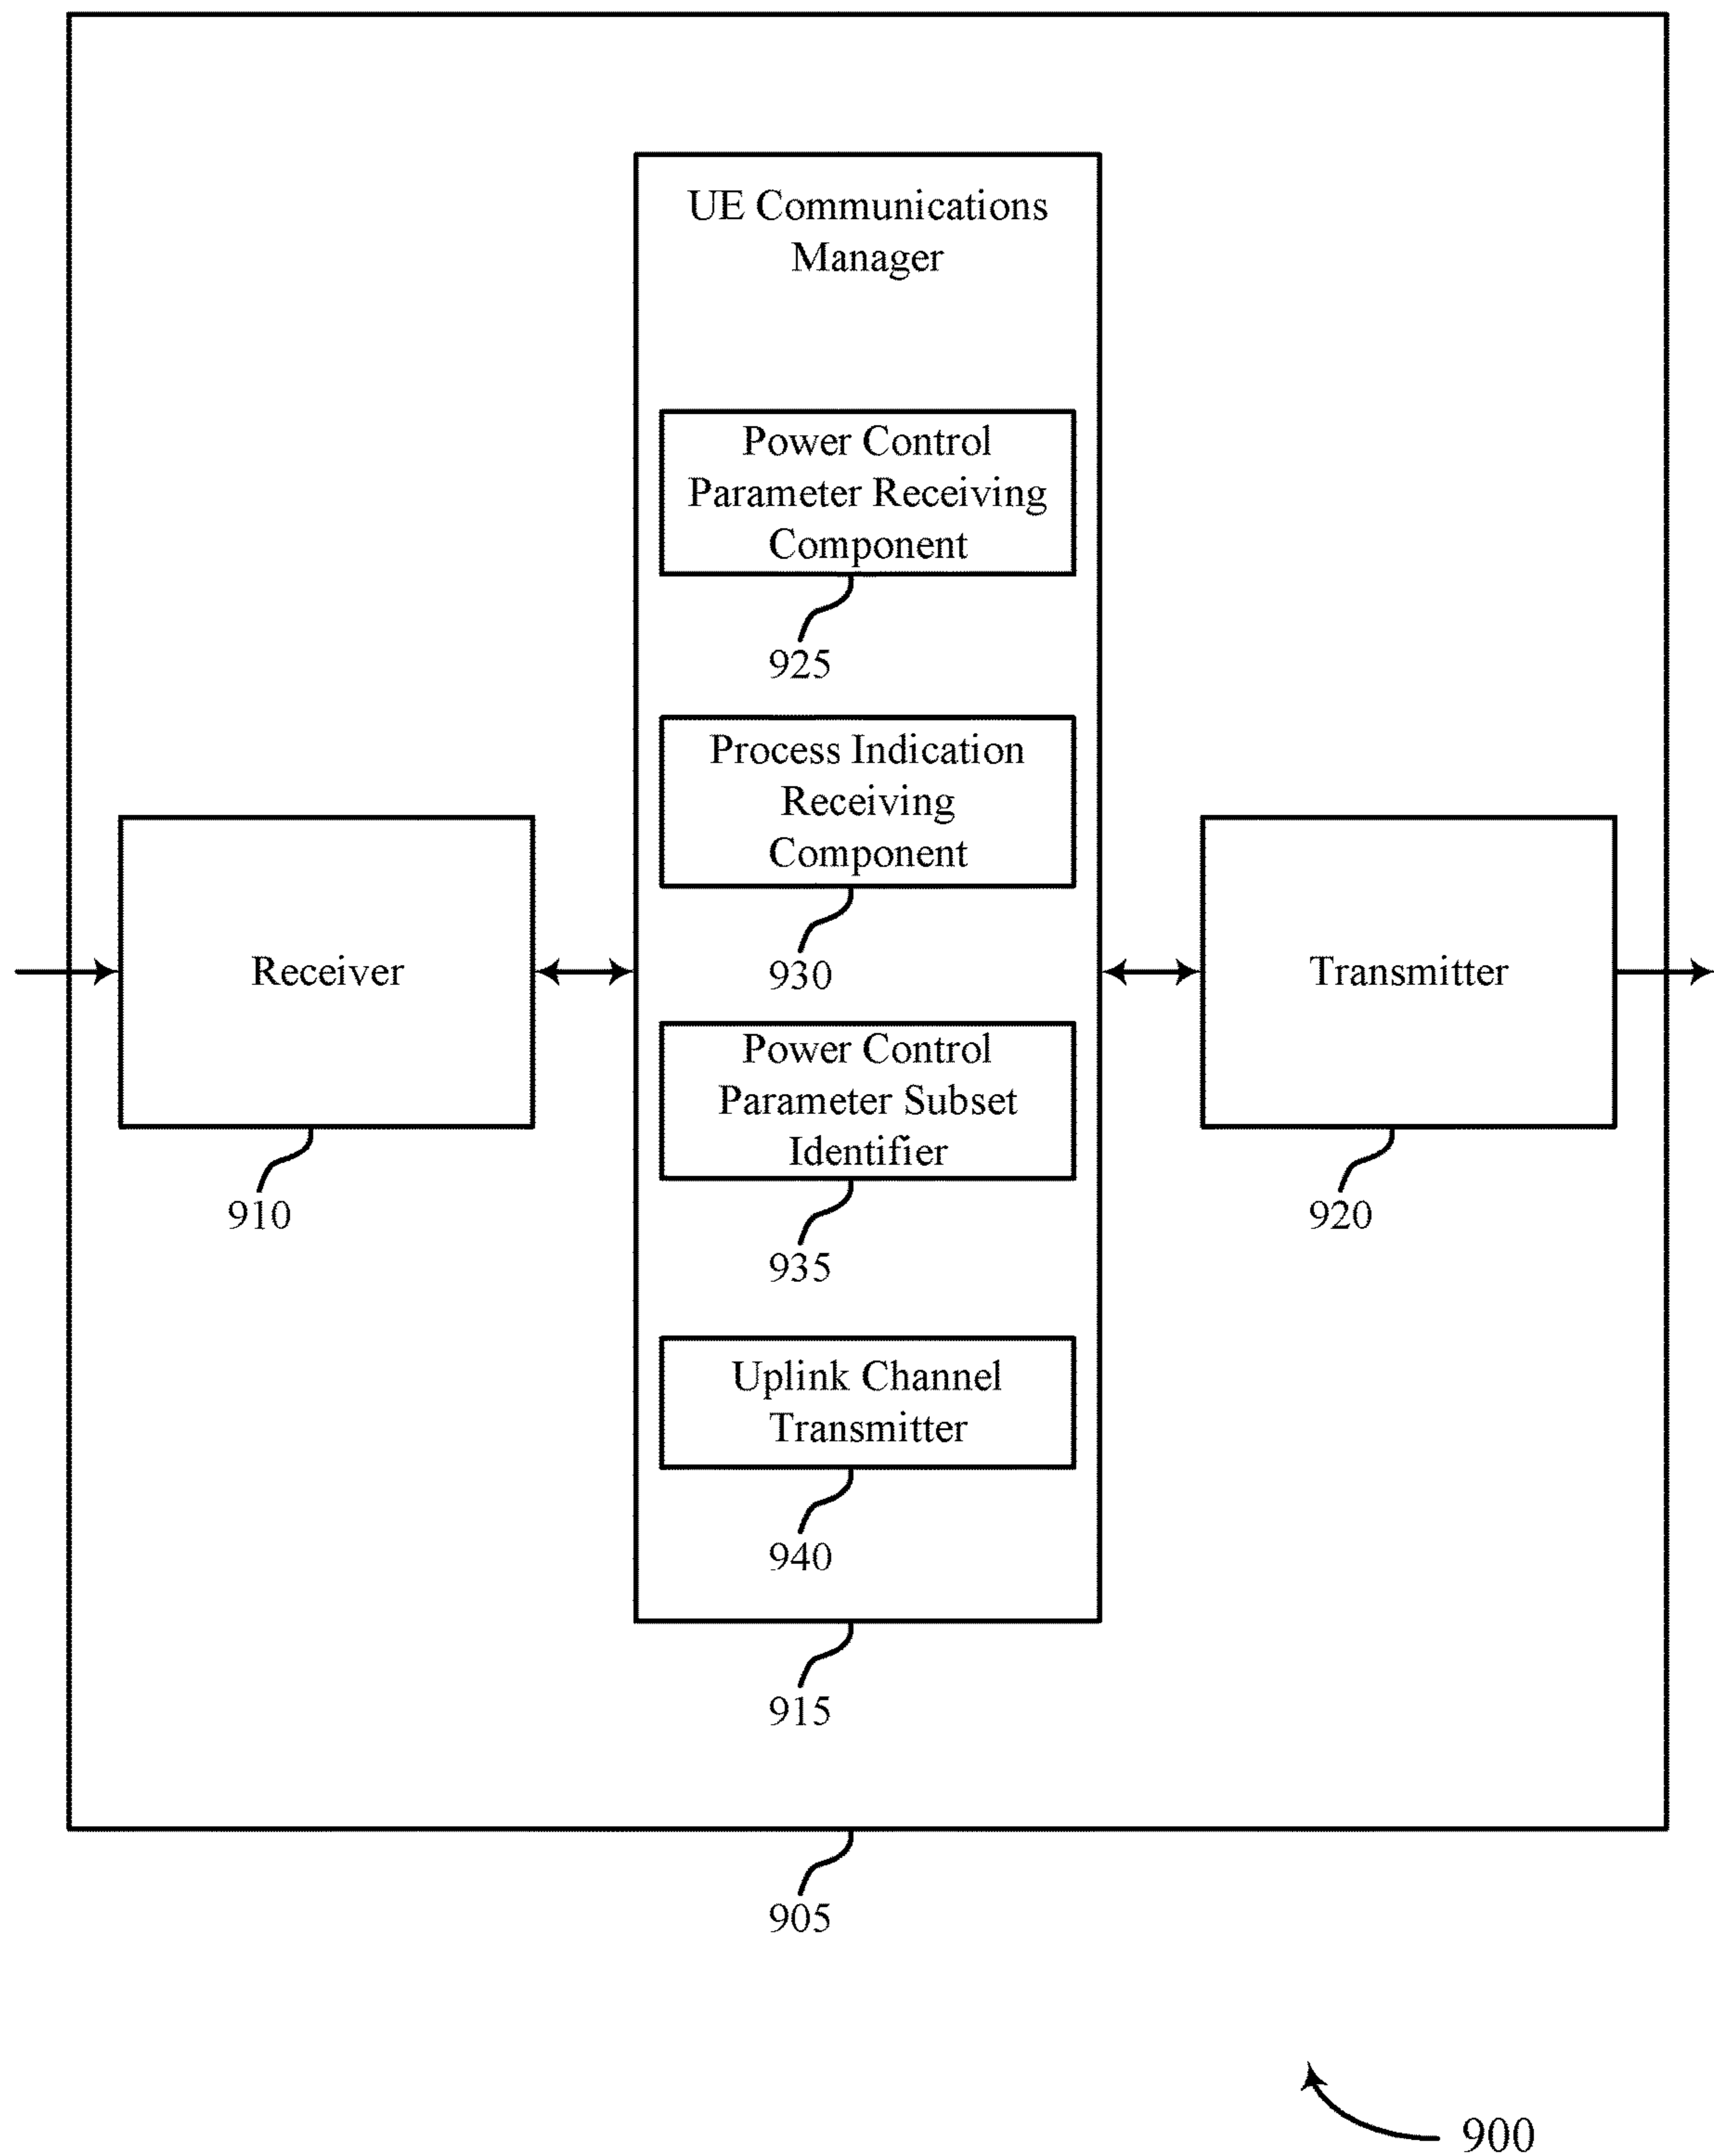 UE Communications
Manager
Power Control
Parameter Receiving
Component
925
Process Indication
Receiving
Component
930
Receiver
910
Transmitter
920
Power Control
Parameter Subset
Identifier
935
Uplink Channel
Transmitter
940
915
905
900